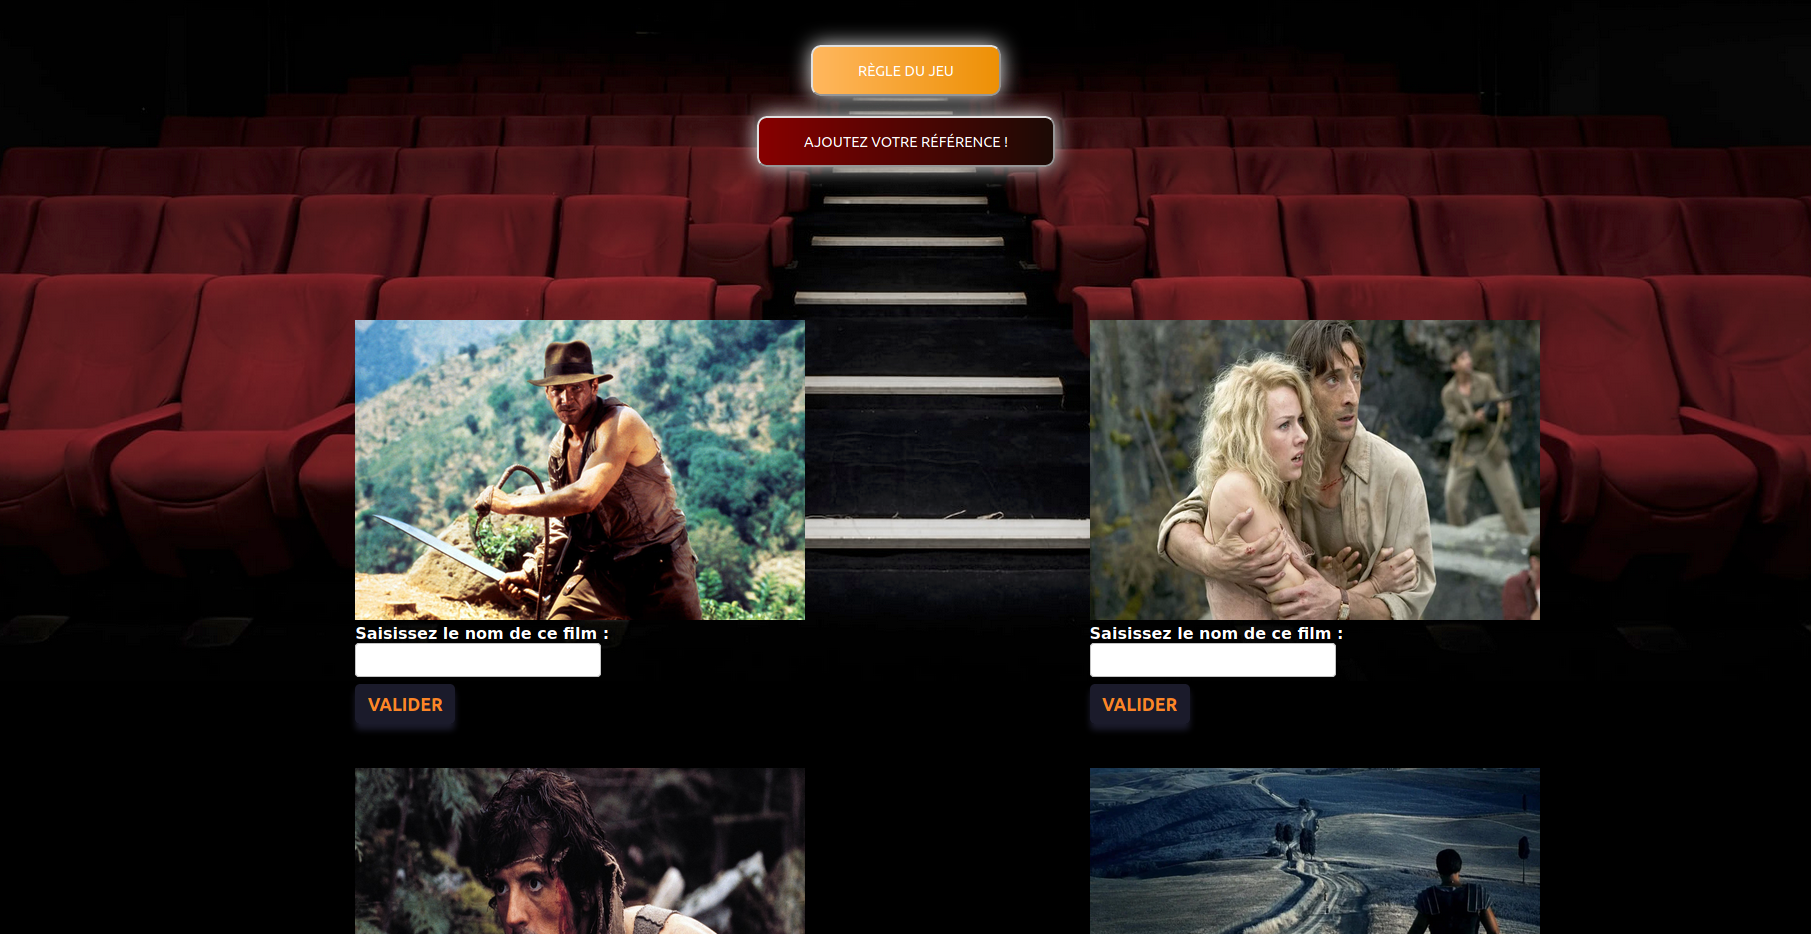 RÈGLE DU JEU
AJOUTEZ VOTRE RÉFÉRENCE !
Saisissez le nom de ce film :
Saisissez le nom de ce film :
VALIDER
VALIDER